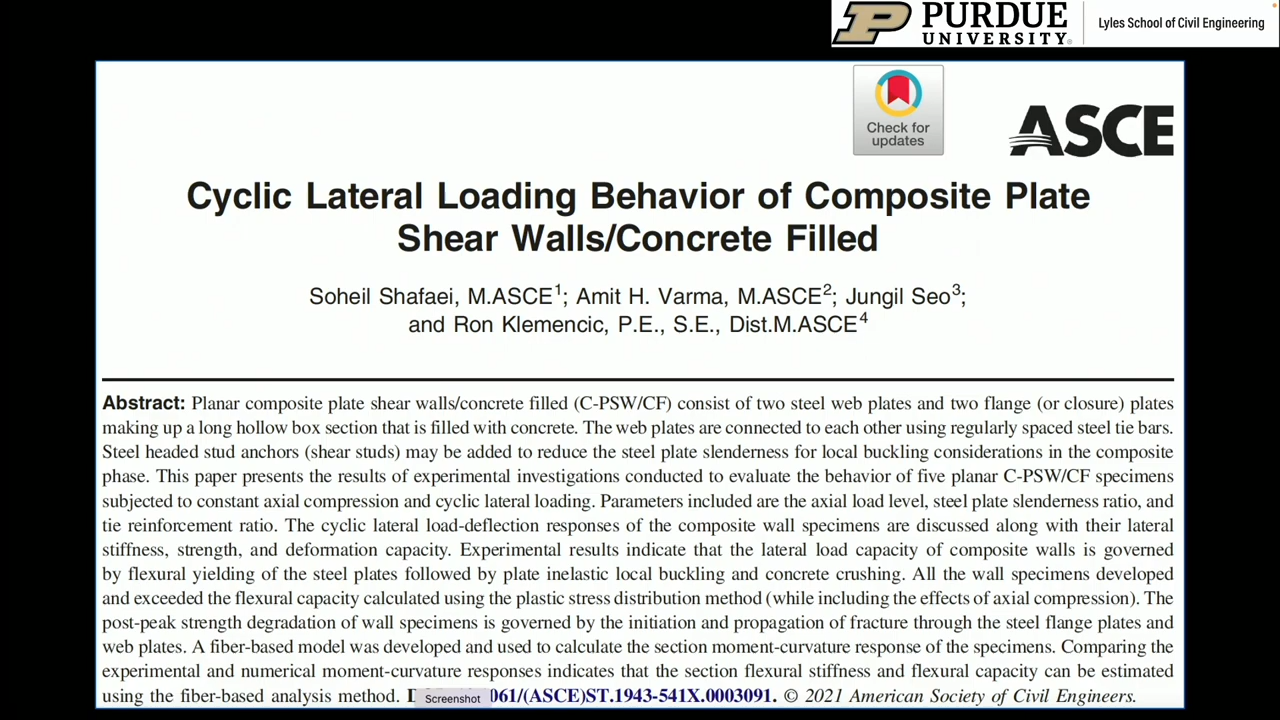 PURDUE
UNIVERSITY®
Lyles School of Civil Engineering
Check for
updates
ASCE
Cyclic Lateral Loading Behavior of Composite Plate
Shear Walls/Concrete Filled
Soheil Shafaei, M.ASCE1; Amit H. Varma, M.ASCE2; Jungil Seo3;
and Ron Klemencic, P.E., S.E., Dist.M.ASCE4
Abstract: Planar composite plate shear walls/concrete filled (C-PSW/CF) consist of two steel web plates and two flange (or closure) plates
making up a long hollow box section that is filled with concrete. The web plates are connected to each other using regularly spaced steel tie bars.
Steel headed stud anchors (shear studs) may be added to reduce the steel plate slenderness for local buckling considerations in the composite
phase. This paper presents the results of experimental investigations conducted to evaluate the behavior of five planar C-PSW/CF specimens
subjected to constant axial compression and cyclic lateral loading. Parameters included are the axial load level, steel plate slenderness ratio, and
tie reinforcement ratio. The cyclic lateral load-deflection responses of the composite wall specimens are discussed along with their lateral
stiffness, strength, and deformation capacity. Experimental results indicate that the lateral load capacity of composite walls is governed
by flexural yielding of the steel plates followed by plate inelastic local buckling and concrete crushing. All the wall specimens developed
and exceeded the flexural capacity calculated using the plastic stress distribution method (while including the effects of axial compression). The
post-peak strength degradation of wall specimens is governed by the initiation and propagation of fracture through the steel flange plates and
web plates. A fiber-based model was developed and used to calculate the section moment-curvature response of the specimens. Comparing the
experimental and numerical moment-curvature responses indicates that the section flexural stiffness and flexural capacity can be estimated
using the fiber-based analysis method. 061/(ASCE)ST.1943-541X.0003091. © 2021 American Society of Civil Engineers.
Screenshot